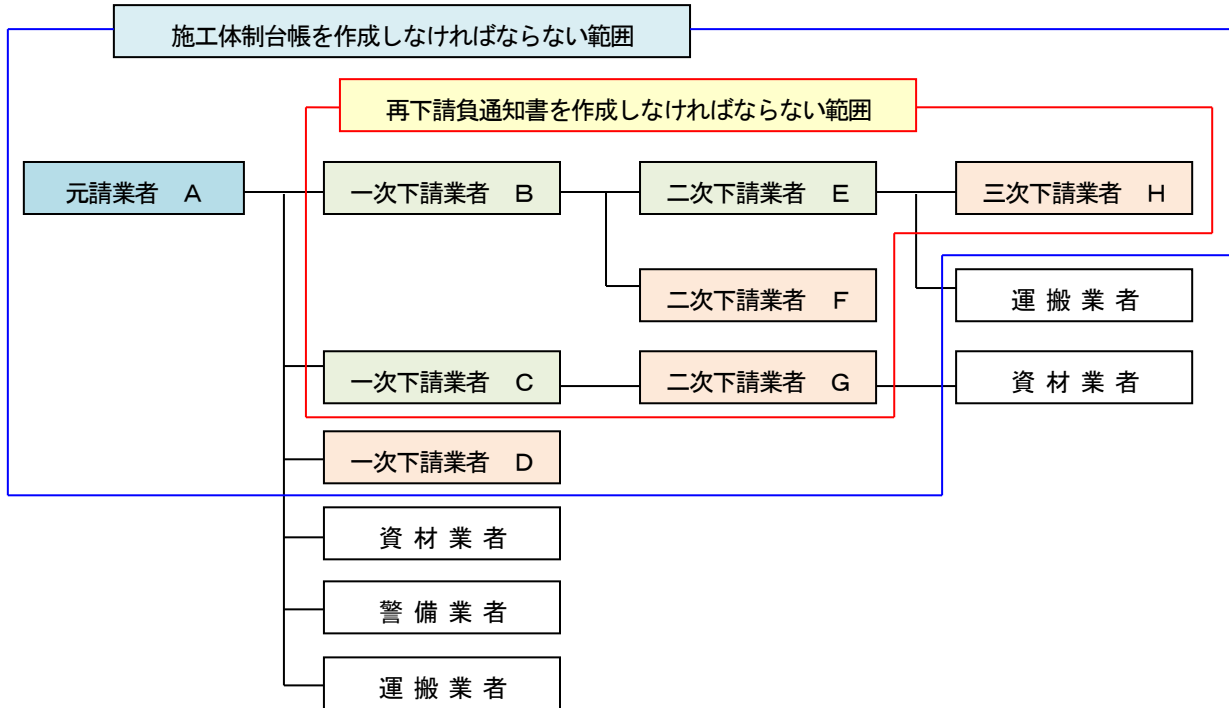 施工体制台帳を作成しなければならない範囲
再下請負通知書を作成しなければならない範囲
元請業者　Ａ
一次下請業者　Ｂ
二次下請業者　Ｅ
三次下請業者　Ｈ
二次下請業者　Ｆ
運 搬 業 者
一次下請業者　Ｃ
二次下請業者　Ｇ
資 材 業 者
一次下請業者　Ｄ
資 材 業 者
警 備 業 者
運 搬 業 者